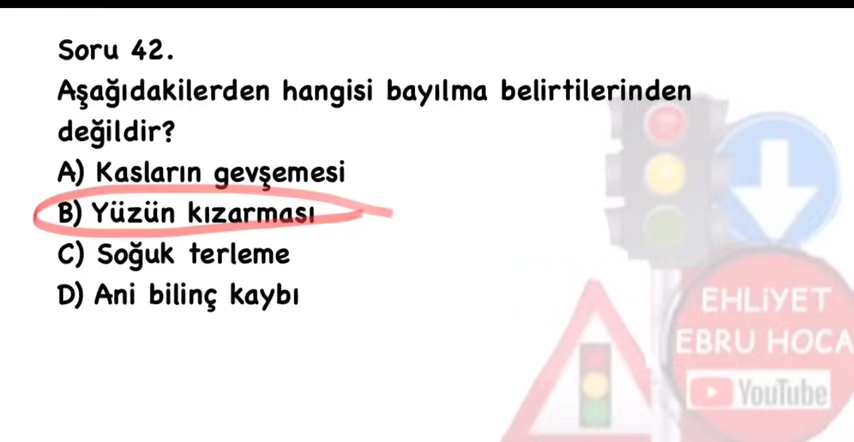 Soru 42.
Aşağıdakilerden hangisi bayılma belirtilerinden
değildir?
A) Kasların gevşemesi
B) Yüzün kızarması
C) Soğuk terleme
D) Ani bilinç kaybı
EHLİYET
EBRU HOCA
YouTube